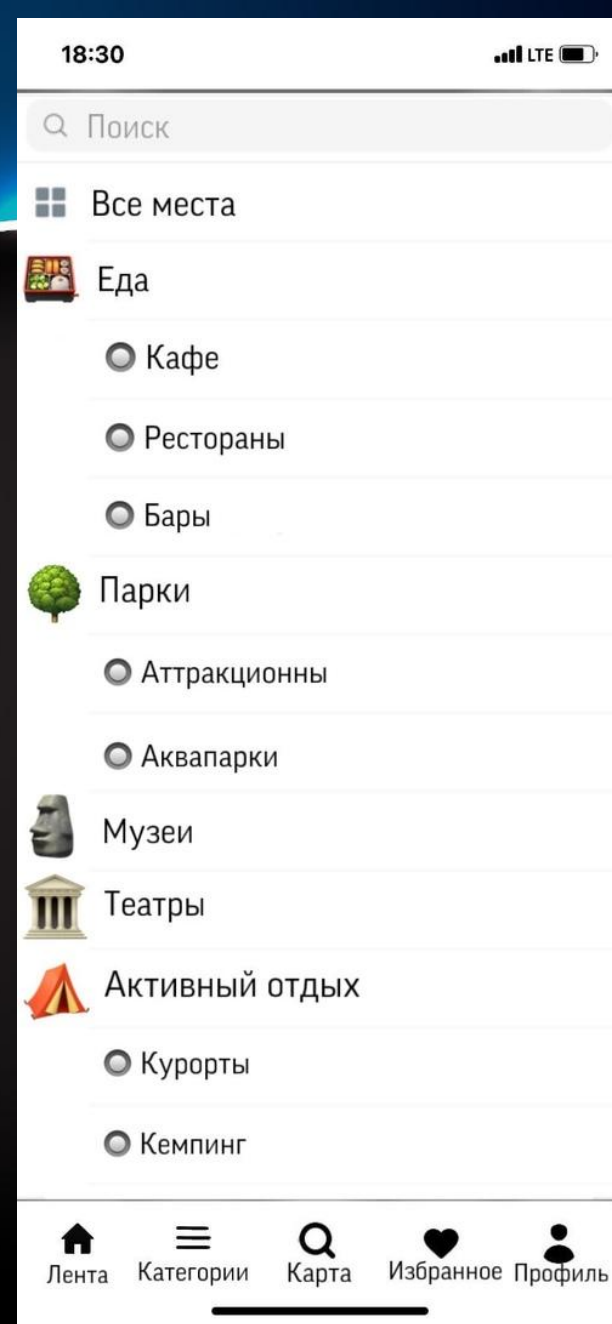 18:30 LTE
Поиск
Все места
Еда
Кафе
Рестораны
Бары
Парки
Аттракционны
Аквапарки
Музеи
Театры
Активный отдых
Курорты
Кемпинг
Лента Категории Карта Избранное Профиль